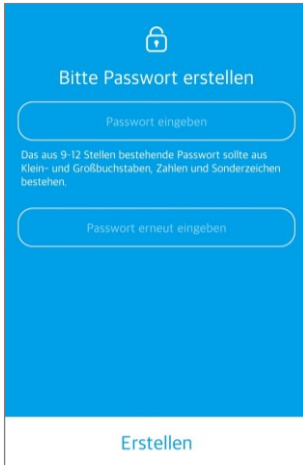 Bitte Passwort erstellen
Passwort eingeben
Das aus 9-12 Stellen bestehende Passwort sollte aus
Klein- und Großbuchstaben, Zahlen und Sonderzeichen
bestehen.
Passwort erneut eingeben
Erstellen